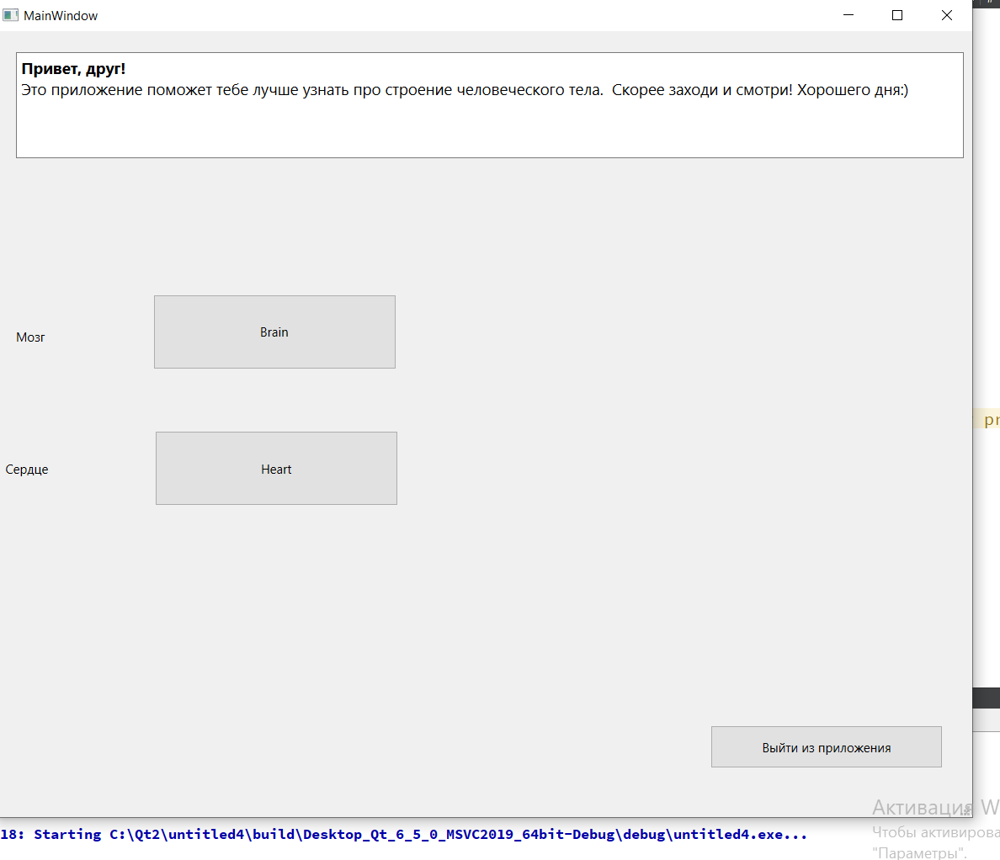 MainWindow
Привет, друг!
Это приложение поможет тебе лучше узнать про строение человеческого тела.  Скорее заходи и смотри! Хорошего дня:)
Мозг
Brain
Сердце
Heart
Выйти из приложения
Активация W
18: Starting C:\Qt2\untitled4\build\Desktop_Qt_6_5_0_MSVC2019_64bit-Debug\debug\untitled4.exe...
Чтобы активирова
"Параметры".